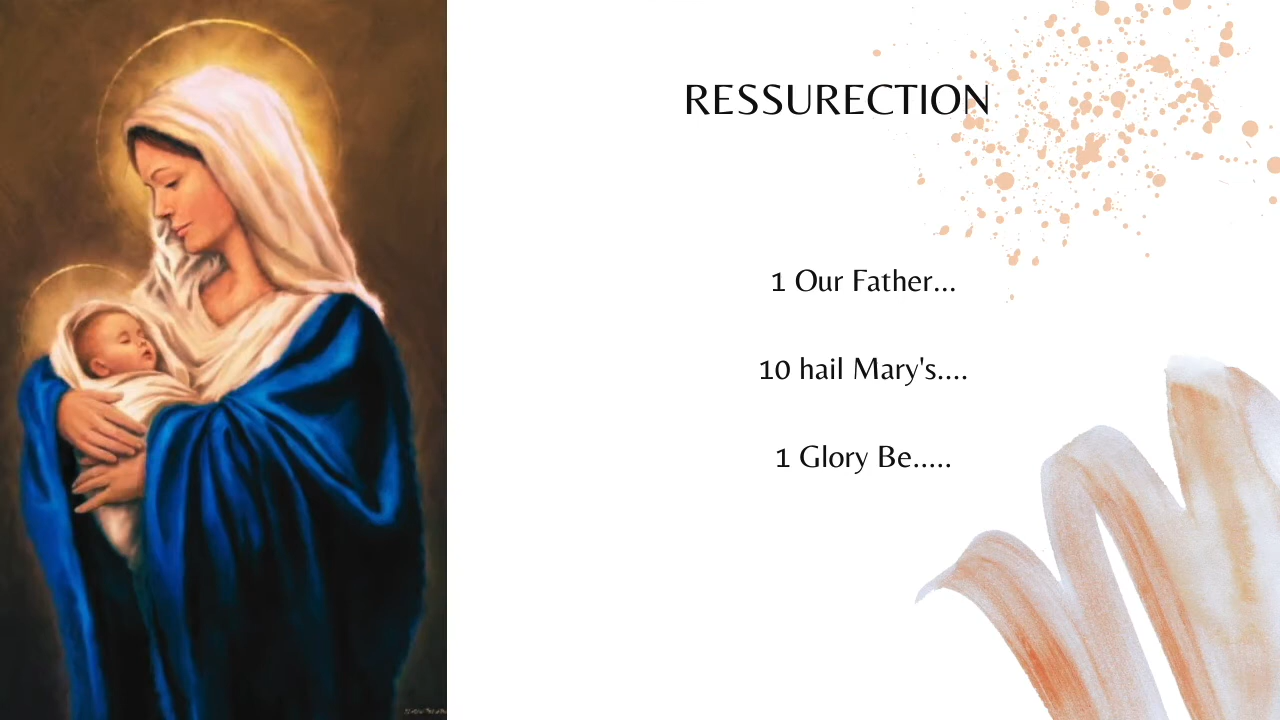 RESSURECTION
1 Our Father...
10 hail Mary's....
1 Glory Be.....